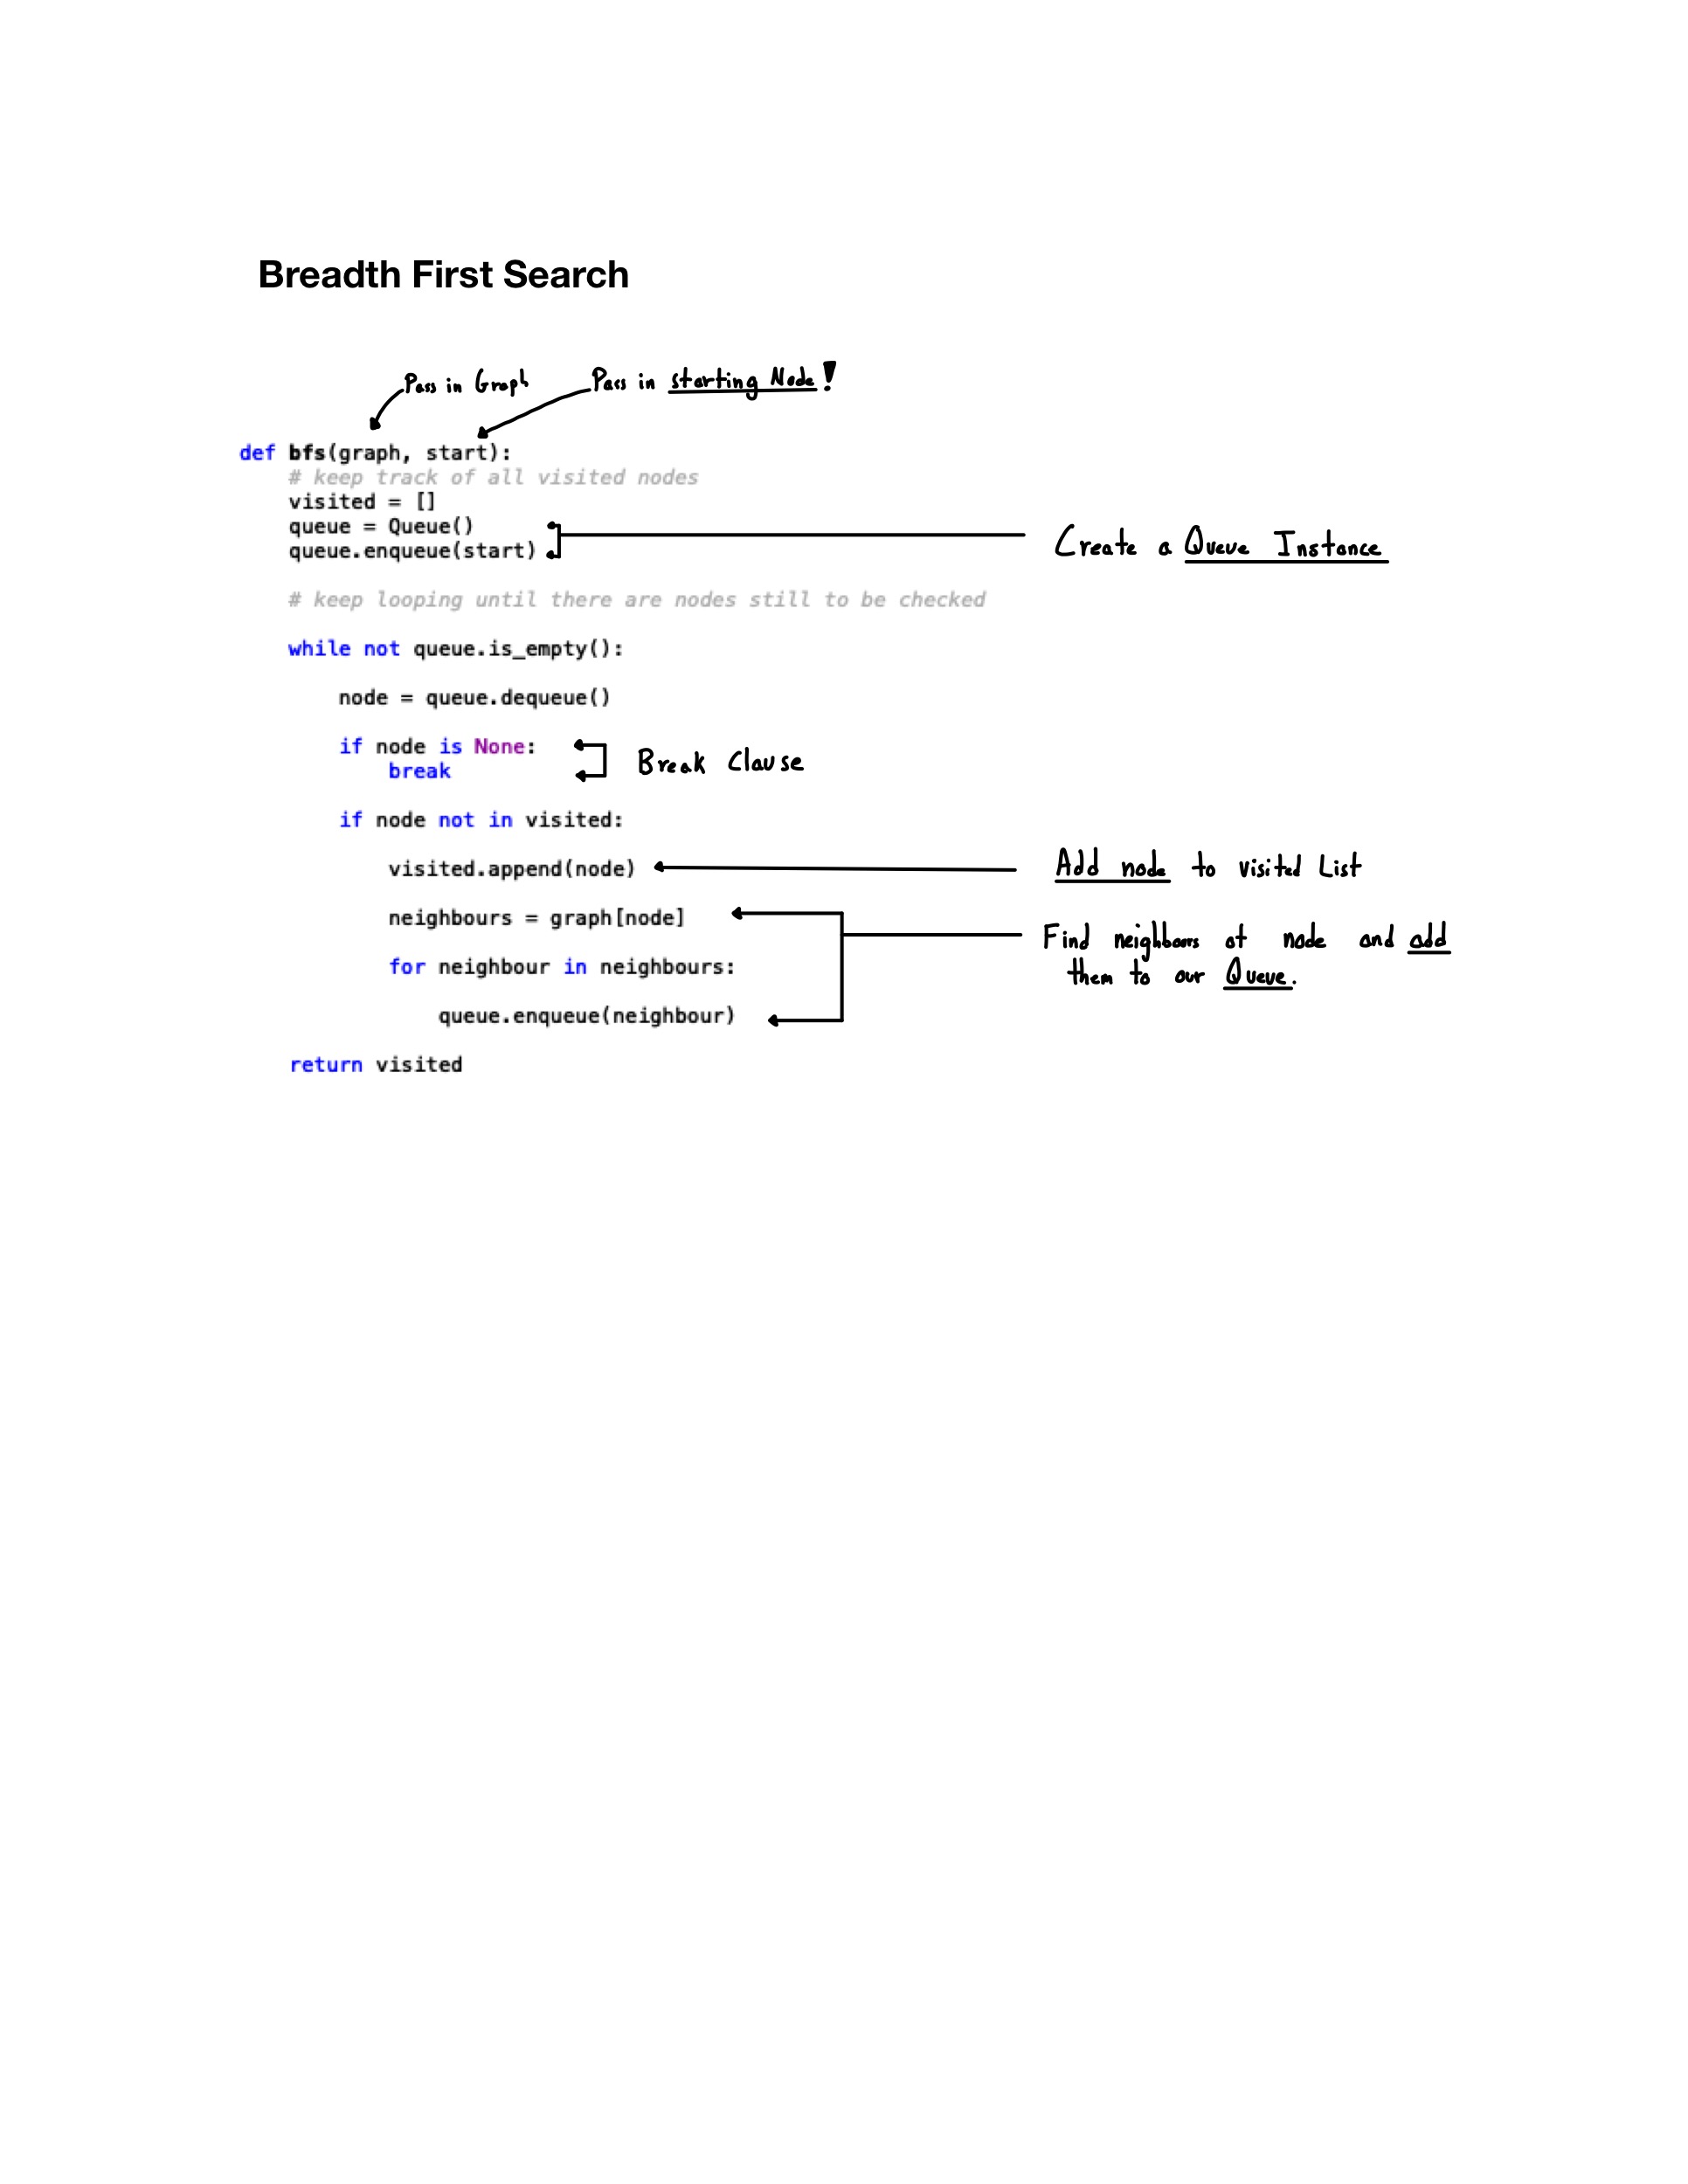 Breadth First Search
Pass in Graph
Pass in starting Node!
def bfs(graph, start):
# keep track of all visited nodes
visited = []
queue = Queue()
queue.enqueue(start)
Create a Queue Instance
# keep looping until there are nodes still to be checked
while not queue.is_empty():
node = queue.dequeue()
if node is None:
break
Break Clause
if node not in visited:
visited.append(node)
Add node to visited List
neighbours = graph[node]
Find neighbours of node and add
them to our Queue.
for neighbour in neighbours:
queue.enqueue(neighbour)
return visited